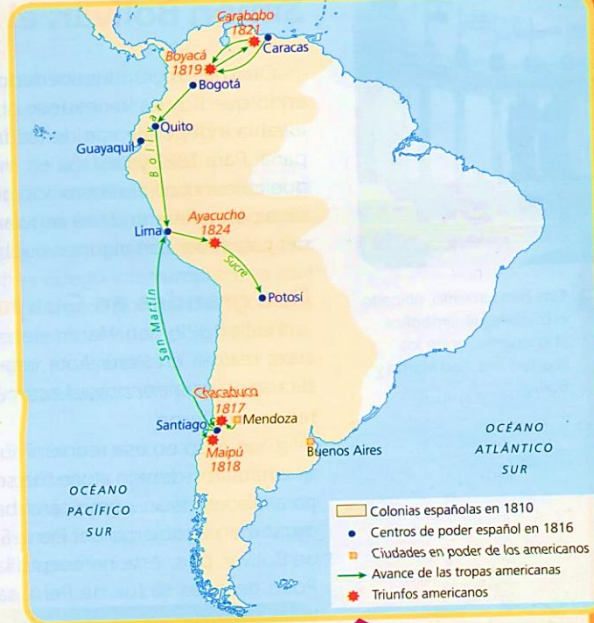 Carabobo
1821
Caracas
Boyacá
1819
Bogotá
Quito
Guayaquíl
Bolívar
Lima
Ayacucho
1824
Sucre
Potosí
San Martín
Chacabuco
1817
Mendoza
Santiago
Maipú
1818
Buenos Aires
OCÉANO
PACÍFICO
SUR
OCÉANO
ATLÁNTICO
SUR
Colonias españolas en 1810
Centros de poder español en 1816
Ciudades en poder de los americanos
Avance de las tropas americanas
Triunfos americanos